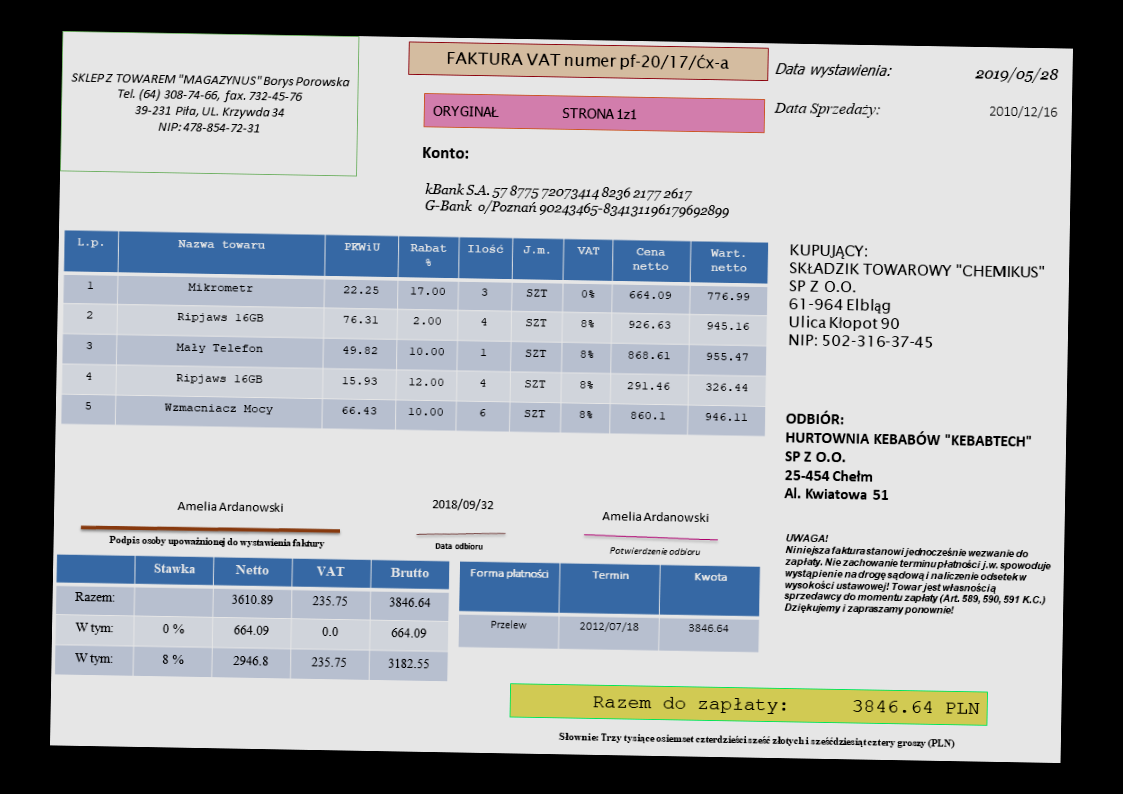 SKLEP Z TOWAREM "MAGAZYNUS" Borys Porowska
Tel. (64) 308-74-66, fax. 732-45-76
39-231 Piła, UL. Krzywda 34
NIP: 478-854-72-31
FAKTURA VAT numer pf-20/17/ćx-a
ORYGINAŁ STRONA 1z1
Data wystawienia: 2019/05/28
Data Sprzedaży: 2010/12/16
Konto:
kBank S.A. 57 8775 72073414 8236 2177 2617
G-Bank o/Poznań 90243465-834131196179692899
L.p. Nazwa towaru PKWiU Rabat % Ilość J.m. VAT Cena netto Wart. netto
1 Mikrometr 22.25 17.00 3 SZT 0% 664.09 776.99
2 Ripjaws 16GB 76.31 2.00 4 SZT 8% 926.63 945.16
3 Mały Telefon 49.82 10.00 1 SZT 8% 868.61 955.47
4 Ripjaws 16GB 15.93 12.00 4 SZT 8% 291.46 326.44
5 Wzmacniacz Mocy 66.43 10.00 6 SZT 8% 860.1 946.11
KUPUJĄCY:
SKŁADZIK TOWAROWY "CHEMIKUS"
SP Z O.O.
61-964 Elbląg
Ulica Kłopot 90
NIP: 502-316-37-45
ODBIÓR:
HURTOWNIA KEBABÓW "KEBABTECH"
SP Z O.O.
25-454 Chełm
Al. Kwiatowa 51
Amelia Ardanowski
Podpis osoby upoważnionej do wystawienia faktury
2018/09/32
Data odbioru
Amelia Ardanowski
Potwierdzenie odbioru
UWAGA!
Niniejsza faktura stanowi jednocześnie wezwanie do
zapłaty. Nie zachowanie terminu płatności j.w. spowoduje
wystąpienie na drogę sądową i naliczenie odsetek w
wysokości ustawowej! Towar jest własnością
sprzedawcy do momentu zapłaty (Art. 589, 590, 591 K.C.)
Dziękujemy i zapraszamy ponownie!
Stawka Netto VAT Brutto
Razem: 3610.89 235.75 3846.64
W tym: 0 % 664.09 0.0 664.09
W tym: 8 % 2946.8 235.75 3182.55
Forma płatności Termin Kwota
Przelew 2012/07/18 3846.64
Razem do zapłaty: 3846.64 PLN
Słownie: Trzy tysiące osiemset czterdzieści sześć złotych i sześćdziesiąt cztery groszy (PLN)